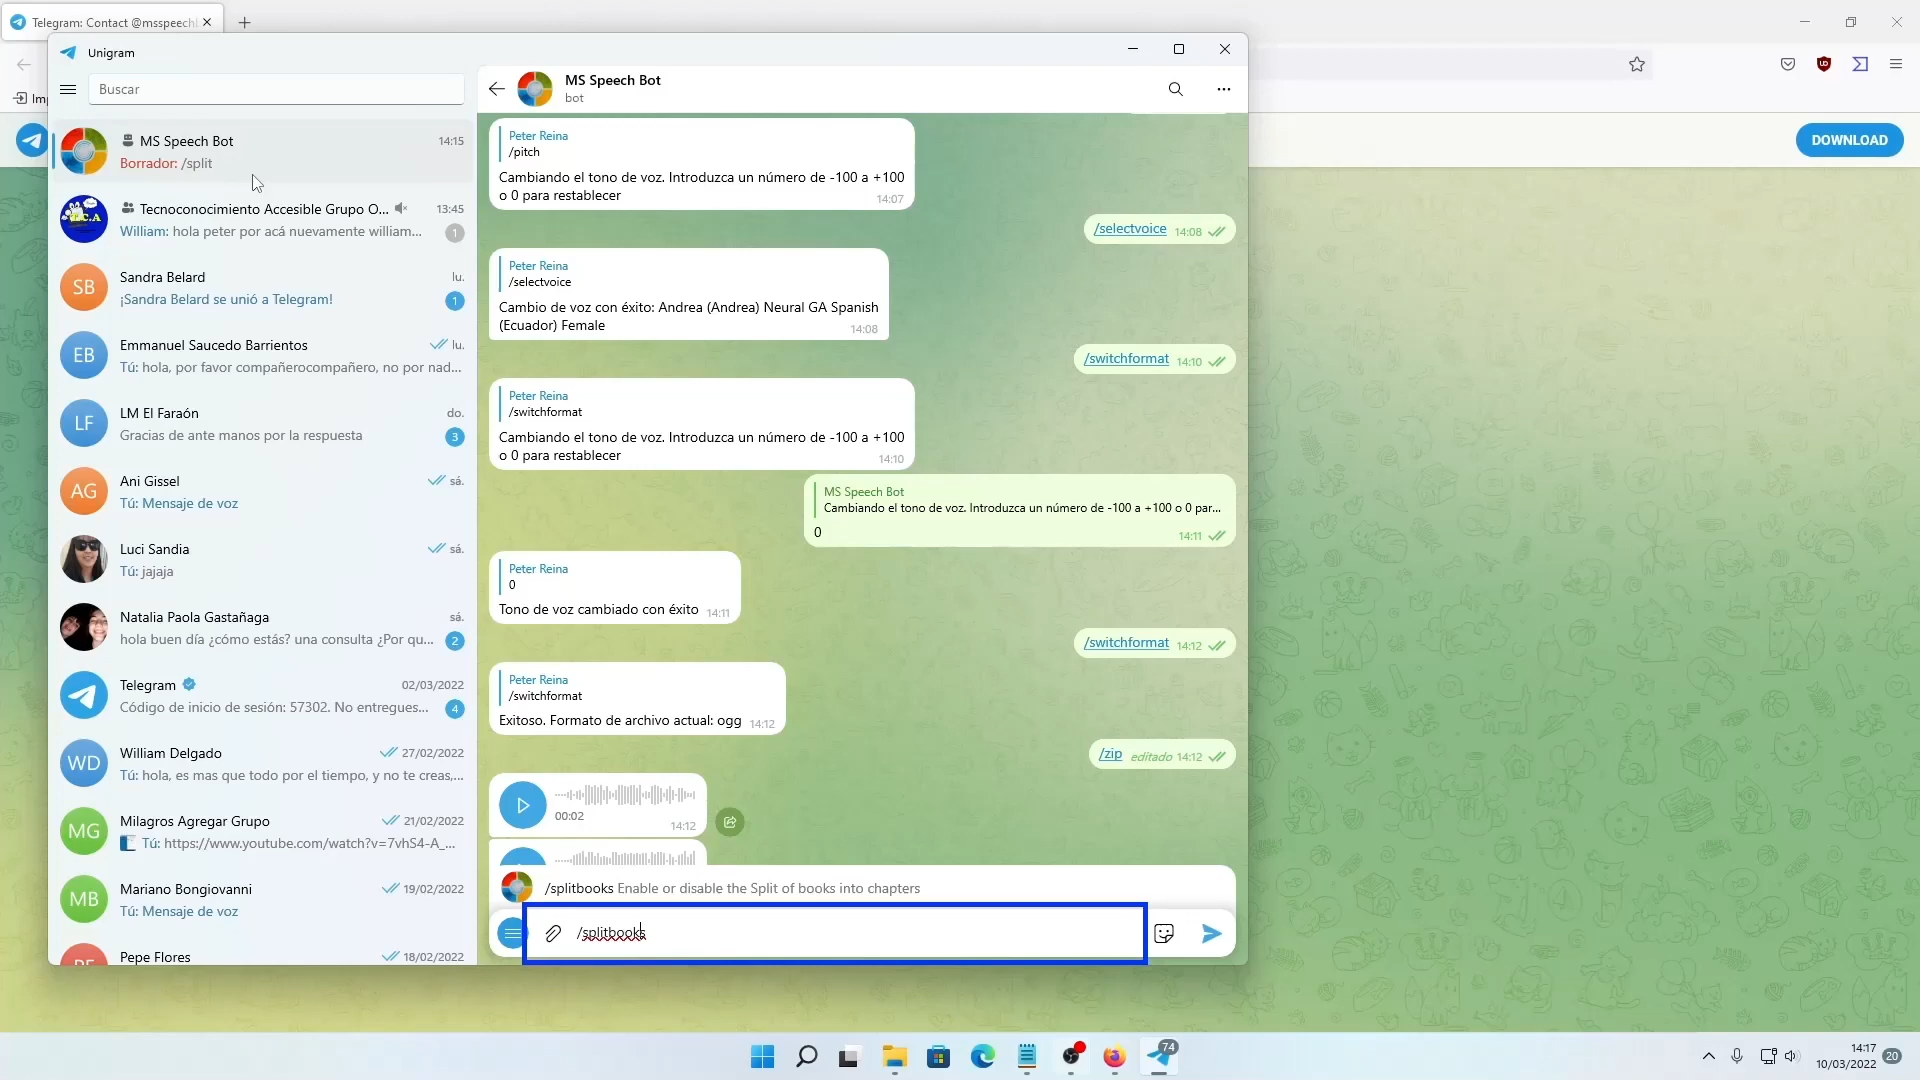 Telegram: Contact @msspeechb
Unigram
Buscar
MS Speech Bot
14:15
Borrador: /split
Tecnoconocimiento Accesible Grupo O...
13:45
William: hola peter por acá nuevamente william...
1
SB
Sandra Belard
lu.
¡Sandra Belard se unió a Telegram!
1
EB
Emmanuel Saucedo Barrientos
lu.
Tú: hola, por favor compañerocompañero, no por nad...
LF
LM El Faraón
do.
Gracias de ante manos por la respuesta
3
AG
Ani Gissel
sá.
Tú: Mensaje de voz
Luci Sandia
sá.
Tú: jajaja
Natalia Paola Gastañaga
sá.
hola buen día ¿cómo estás? una consulta ¿Por qu...
2
Telegram
02/03/2022
Código de inicio de sesión: 57302. No entregues...
4
WD
William Delgado
27/02/2022
Tú: hola, es mas que todo por el tiempo, y no te creas,...
MG
Milagros Agregar Grupo
21/02/2022
Tú: https://www.youtube.com/watch?v=7vhS4-A_...
MB
Mariano Bongiovanni
19/02/2022
Tú: Mensaje de voz
Pepe Flores
18/02/2022
MS Speech Bot
bot
Peter Reina
/pitch
Cambiando el tono de voz. Introduzca un número de -100 a +100
o 0 para restablecer
14:07
/selectvoice 14:08
Peter Reina
/selectvoice
Cambio de voz con éxito: Andrea (Andrea) Neural GA Spanish
(Ecuador) Female
14:08
/switchformat 14:10
Peter Reina
/switchformat
Cambiando el tono de voz. Introduzca un número de -100 a +100
o 0 para restablecer
14:10
MS Speech Bot
Cambiando el tono de voz. Introduzca un número de -100 a +100 o 0 par...
0
14:11
Peter Reina
0
Tono de voz cambiado con éxito 14:11
/switchformat 14:12
Peter Reina
/switchformat
Exitoso. Formato de archivo actual: ogg 14:12
/zip editado 14:12
00:02
14:12
/splitbooks Enable or disable the Split of books into chapters
/splitbooks
DOWNLOAD
74
14:17
10/03/2022
20